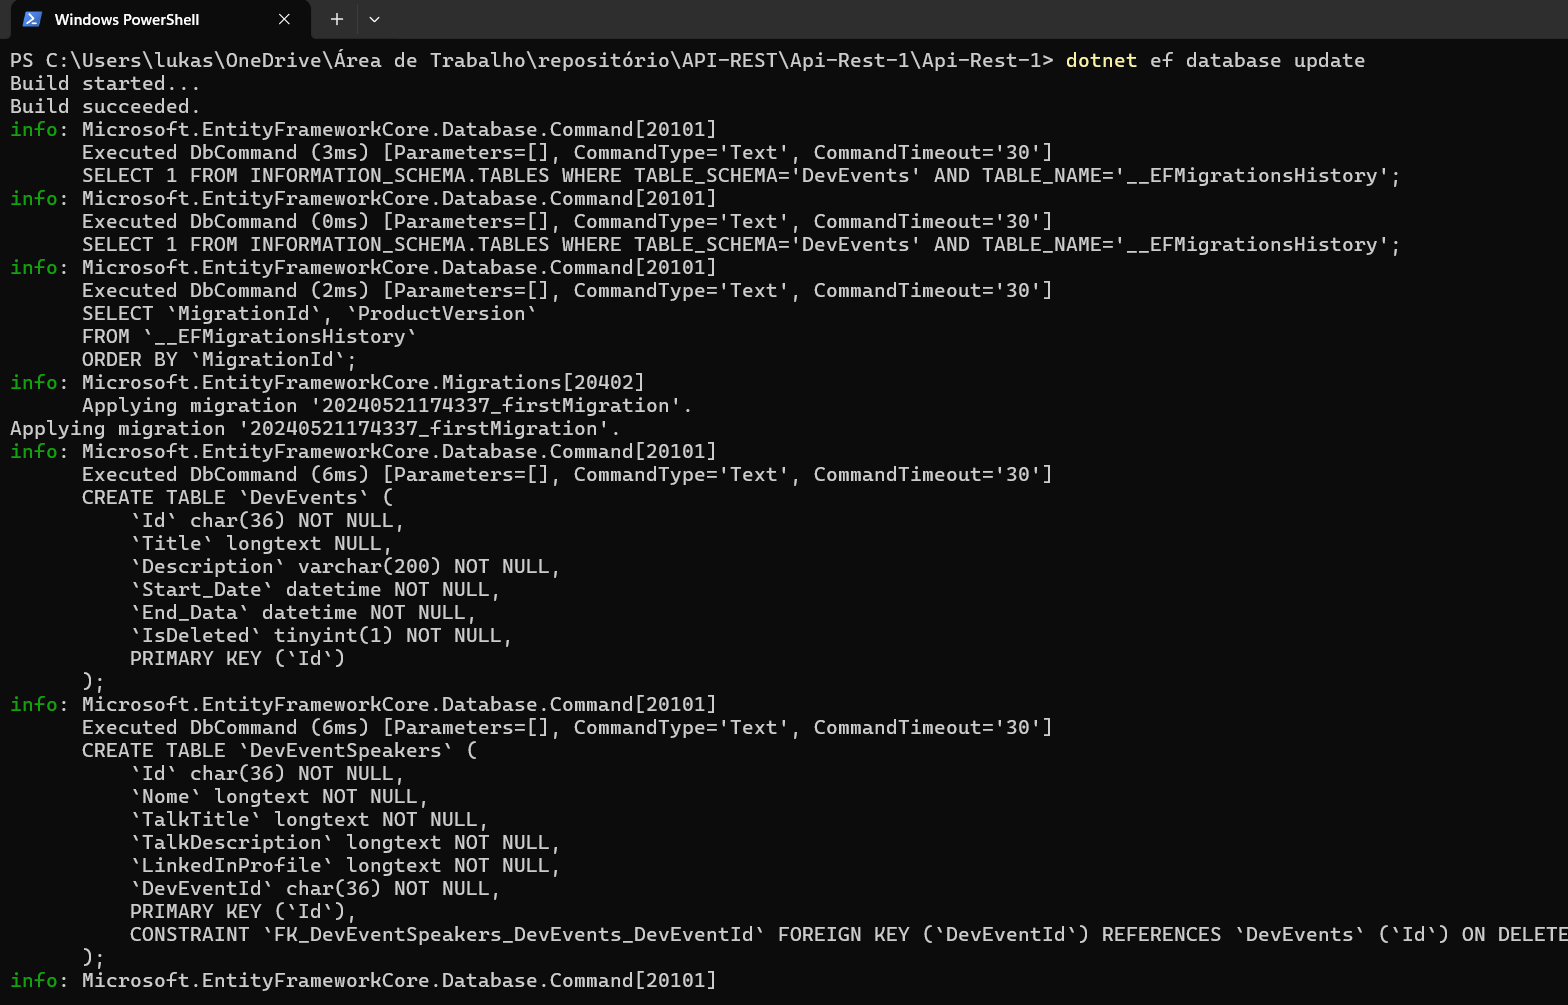 Windows PowerShell
PS C:\Users\lukas\OneDrive\Área de Trabalho\repositório\API-REST\Api-Rest-1\Api-Rest-1> dotnet ef database update
Build started...
Build succeeded.
info: Microsoft.EntityFrameworkCore.Database.Command[20101]
      Executed DbCommand (3ms) [Parameters=[], CommandType='Text', CommandTimeout='30']
      SELECT 1 FROM INFORMATION_SCHEMA.TABLES WHERE TABLE_SCHEMA='DevEvents' AND TABLE_NAME='__EFMigrationsHistory';
info: Microsoft.EntityFrameworkCore.Database.Command[20101]
      Executed DbCommand (0ms) [Parameters=[], CommandType='Text', CommandTimeout='30']
      SELECT 1 FROM INFORMATION_SCHEMA.TABLES WHERE TABLE_SCHEMA='DevEvents' AND TABLE_NAME='__EFMigrationsHistory';
info: Microsoft.EntityFrameworkCore.Database.Command[20101]
      Executed DbCommand (2ms) [Parameters=[], CommandType='Text', CommandTimeout='30']
      SELECT `MigrationId`, `ProductVersion`
      FROM `__EFMigrationsHistory`
      ORDER BY `MigrationId`;
info: Microsoft.EntityFrameworkCore.Migrations[20402]
      Applying migration '20240521174337_firstMigration'.
Applying migration '20240521174337_firstMigration'.
info: Microsoft.EntityFrameworkCore.Database.Command[20101]
      Executed DbCommand (6ms) [Parameters=[], CommandType='Text', CommandTimeout='30']
      CREATE TABLE `DevEvents` (
          `Id` char(36) NOT NULL,
          `Title` longtext NULL,
          `Description` varchar(200) NOT NULL,
          `Start_Date` datetime NOT NULL,
          `End_Data` datetime NOT NULL,
          `IsDeleted` tinyint(1) NOT NULL,
          PRIMARY KEY (`Id`)
      );
info: Microsoft.EntityFrameworkCore.Database.Command[20101]
      Executed DbCommand (6ms) [Parameters=[], CommandType='Text', CommandTimeout='30']
      CREATE TABLE `DevEventSpeakers` (
          `Id` char(36) NOT NULL,
          `Nome` longtext NOT NULL,
          `TalkTitle` longtext NOT NULL,
          `TalkDescription` longtext NOT NULL,
          `LinkedInProfile` longtext NOT NULL,
          `DevEventId` char(36) NOT NULL,
          PRIMARY KEY (`Id`),
          CONSTRAINT `FK_DevEventSpeakers_DevEvents_DevEventId` FOREIGN KEY (`DevEventId`) REFERENCES `DevEvents` (`Id`) ON DELETE
      );
info: Microsoft.EntityFrameworkCore.Database.Command[20101]